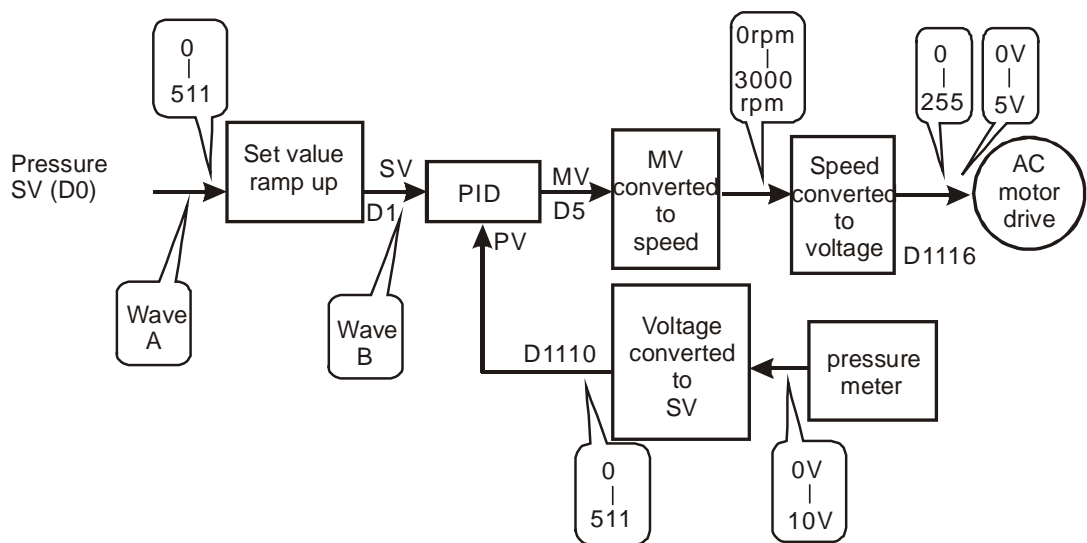 Pressure
SV (D0)
0
|
511
Wave
A
Set value
ramp up
SV
D1
Wave
B
PID
PV
MV
D5
MV
converted
to
speed
0rpm
|
3000
rpm
Speed
converted
to
voltage
D1116
0
|
255
0V
|
5V
AC
motor
drive
D1110
0
|
511
Voltage
converted
to
SV
0V
|
10V
pressure
meter